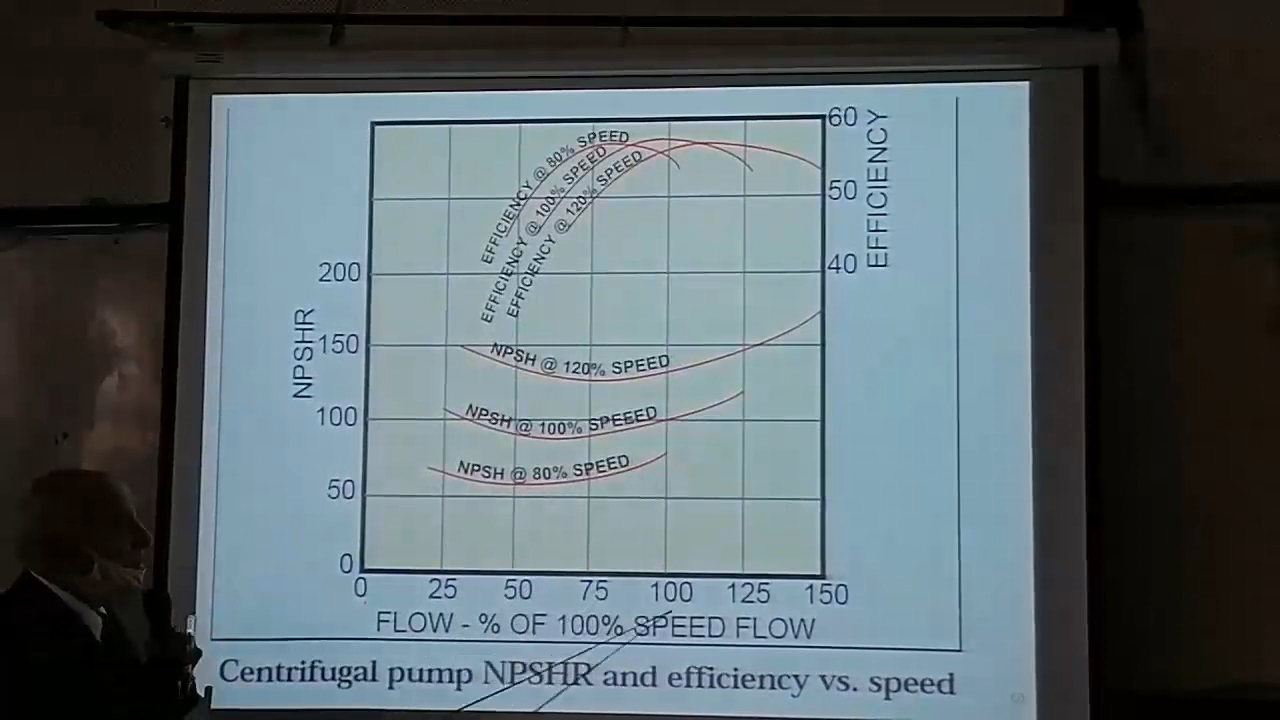 60
EFFICIENCY
50
40
EFFICIENCY @ 80% SPEED
EFFICIENCY @ 100% SPEED
EFFICIENCY @ 120% SPEED
NPSHR
200
150
100
50
0
NPSH @ 120% SPEED
NPSH @ 100% SPEEED
NPSH @ 80% SPEED
0 25 50 75 100 125 150
FLOW - % OF 100% SPEED FLOW
Centrifugal pump NPSHR and efficiency vs. speed